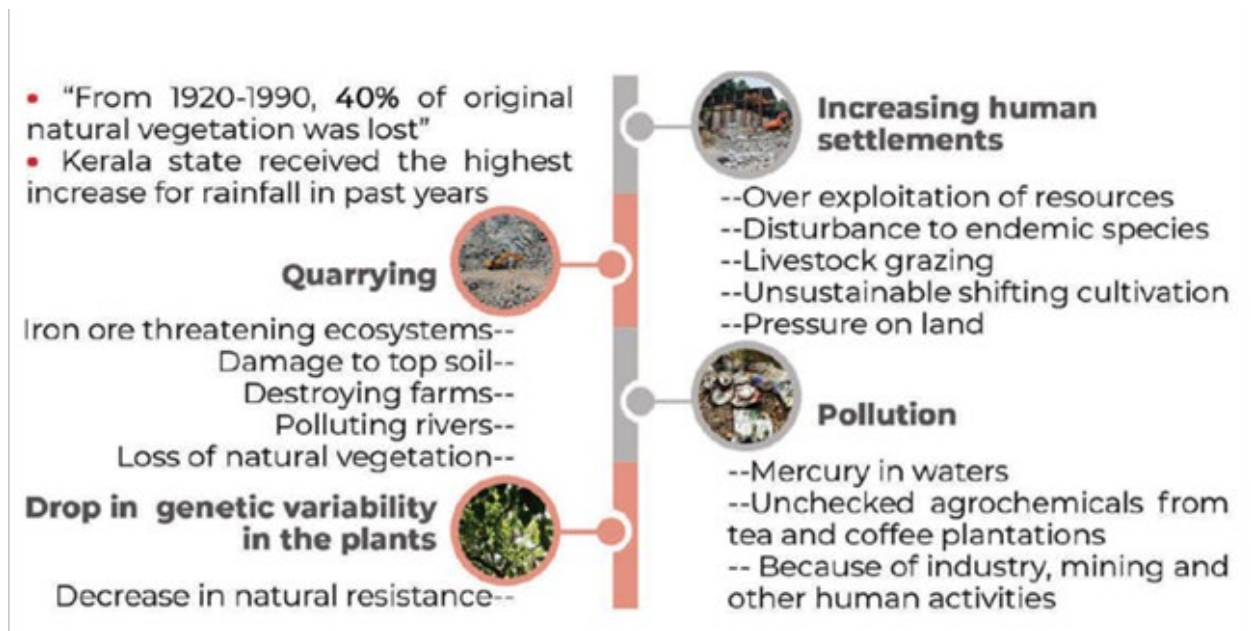 • “From 1920-1990, 40% of original
natural vegetation was lost”
• Kerala state received the highest
increase for rainfall in past years
Increasing human
settlements
--Over exploitation of resources
--Disturbance to endemic species
--Livestock grazing
--Unsustainable shifting cultivation
--Pressure on land
Quarrying
Iron ore threatening ecosystems--
Damage to top soil--
Destroying farms--
Polluting rivers--
Loss of natural vegetation--
Pollution
--Mercury in waters
--Unchecked agrochemicals from
tea and coffee plantations
-- Because of industry, mining and
other human activities
Drop in genetic variability
in the plants
Decrease in natural resistance--